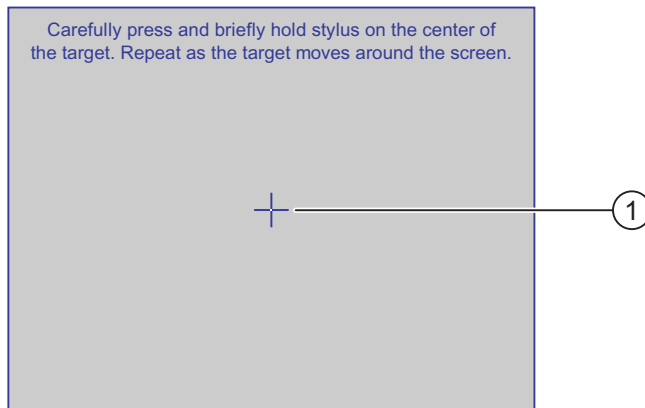 Carefully press and briefly hold stylus on the center of
the target. Repeat as the target moves around the screen.
1